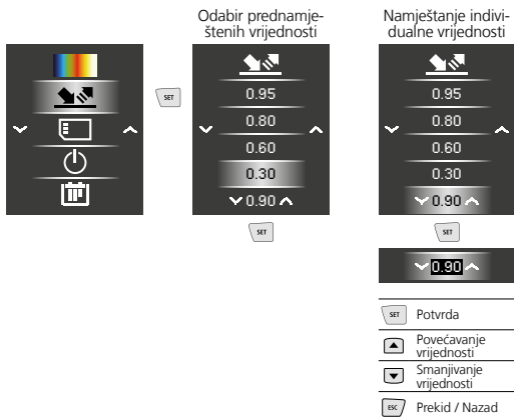 Odabir prednamje-
štenih vrijednosti
Namještanje indivi-
dualne vrijednosti
SET
0.95
0.80
0.60
0.30
0.90
SET
0.95
0.80
0.60
0.30
0.90
SET
0.90
SET Potvrda
Povećavanje
vrijednosti
Smanjivanje
vrijednosti
ESC Prekid / Nazad